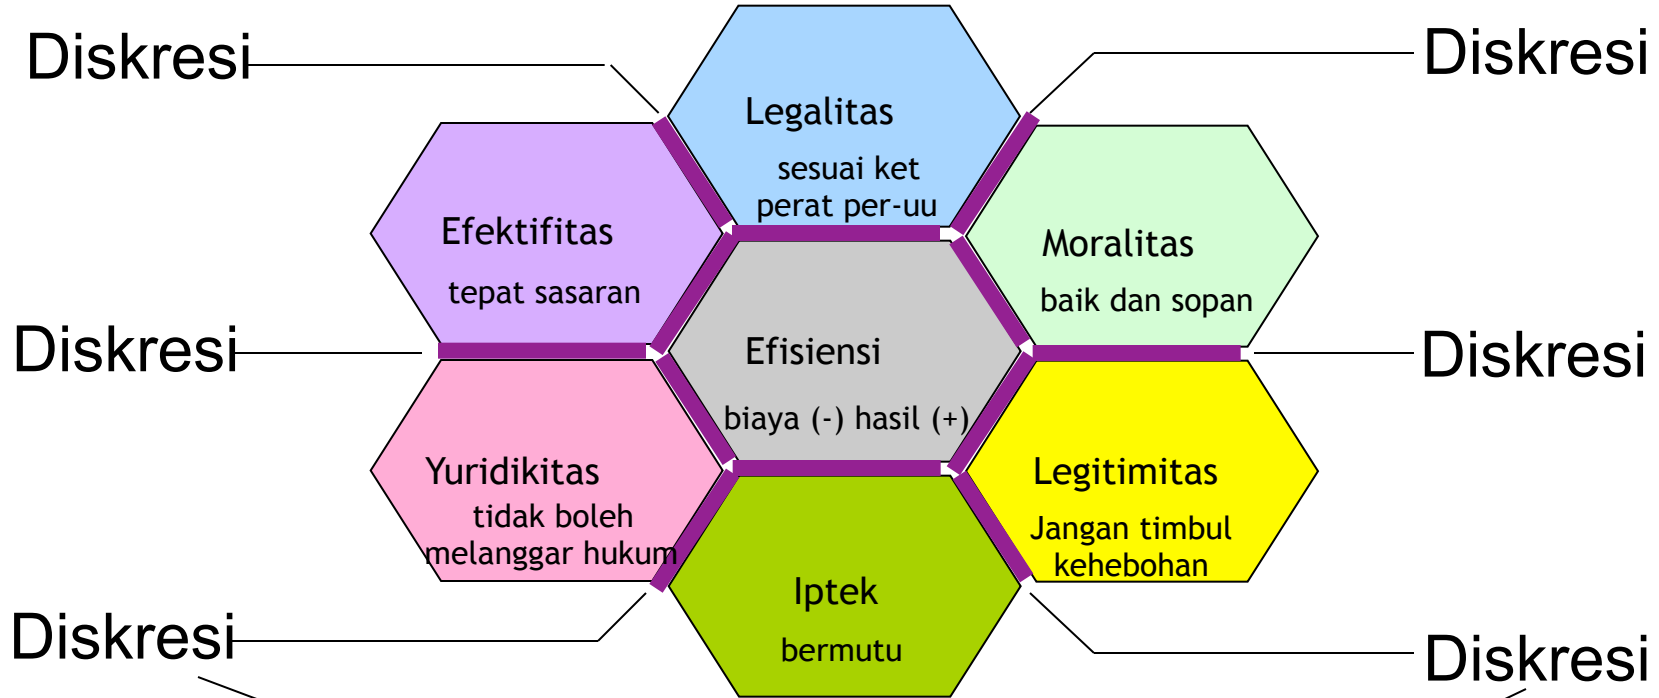 Diskresi
Diskresi
Legalitas
sesuai ket
perat per-uu
Efektifitas
tepat sasaran
Moralitas
baik dan sopan
Diskresi
Efisiensi
biaya (-) hasil (+)
Diskresi
Yuridikitas
tidak boleh
melanggar hukum
Legitimitas
Jangan timbul
kehebohan
Iptek
bermutu
Diskresi
Diskresi